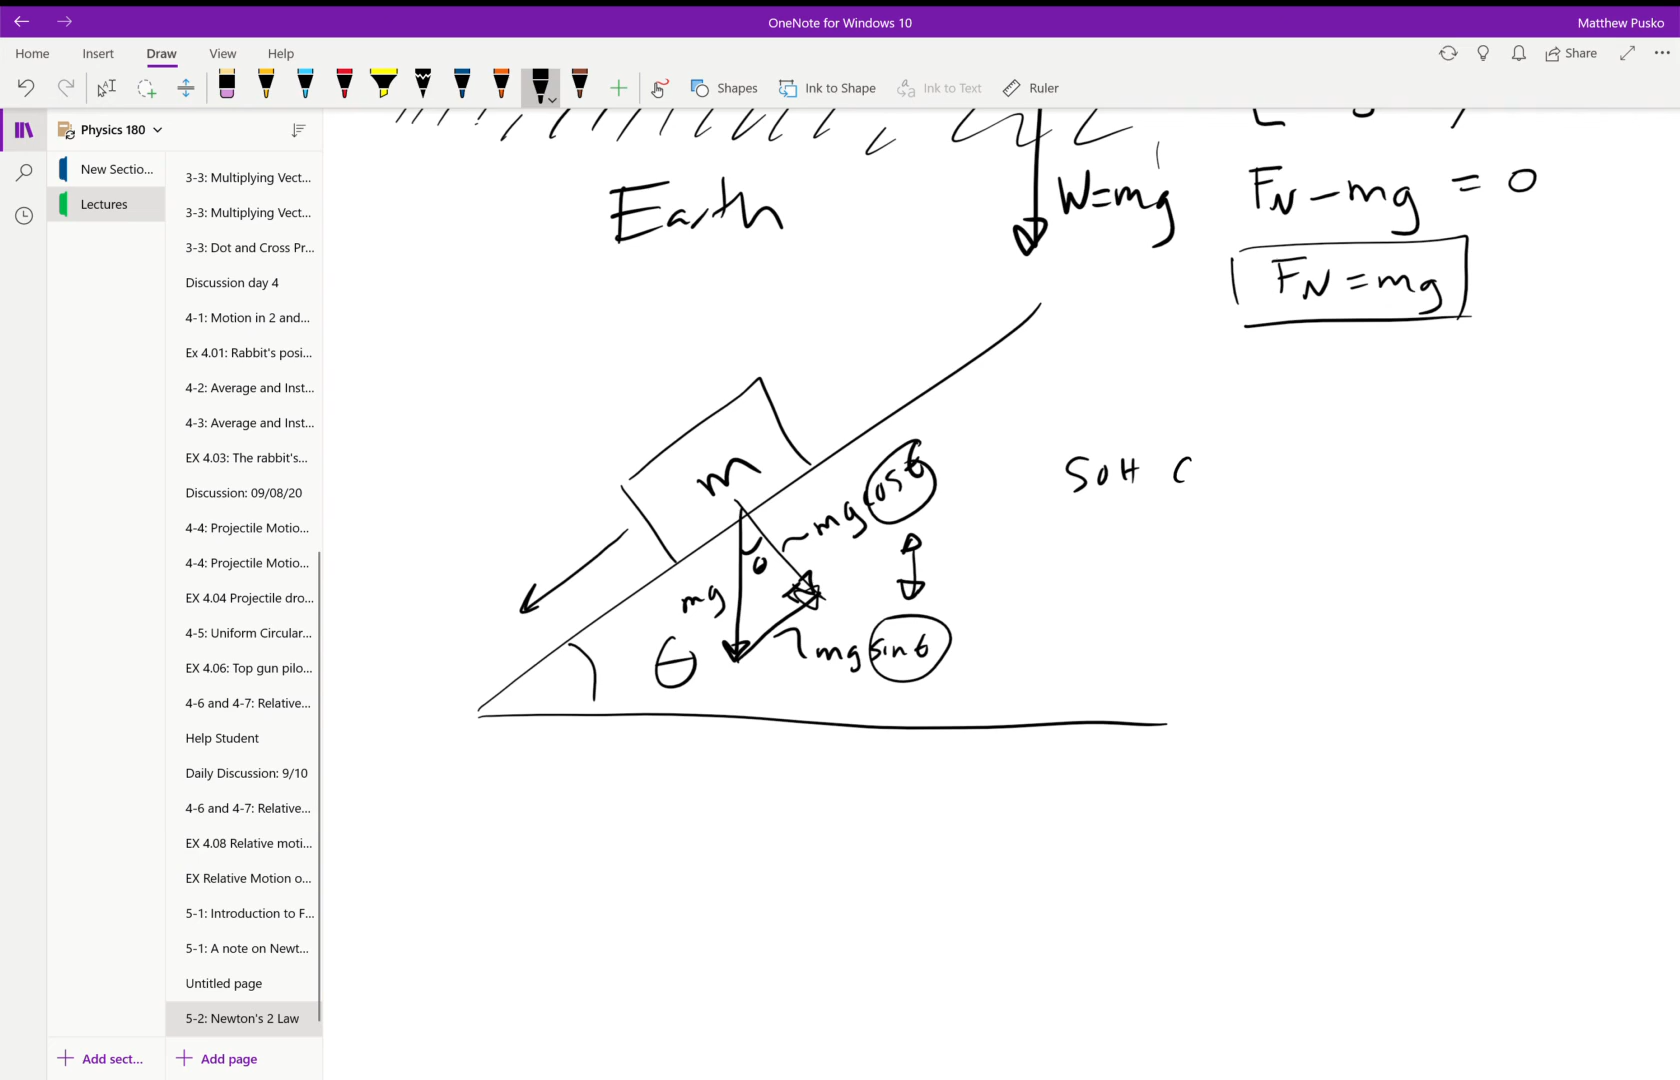 OneNote for Windows 10
Matthew Pusko
Home Insert Draw View Help
Share
Shapes Ink to Shape Ink to Text Ruler
Physics 180
New Sectio...
Lectures
3-3: Multiplying Vect...
3-3: Multiplying Vect...
3-3: Dot and Cross Pr...
Discussion day 4
4-1: Motion in 2 and...
Ex 4.01: Rabbit's posi...
4-2: Average and Inst...
4-3: Average and Inst...
EX 4.03: The rabbit's...
Discussion: 09/08/20
4-4: Projectile Motio...
4-4: Projectile Motio...
EX 4.04 Projectile dro...
4-5: Uniform Circular...
EX 4.06: Top gun pilo...
4-6 and 4-7: Relative...
Help Student
Daily Discussion: 9/10
4-6 and 4-7: Relative...
EX 4.08 Relative moti...
EX Relative Motion o...
5-1: Introduction to F...
5-1: A note on Newt...
Untitled page
5-2: Newton's 2 Law
Add sect...
Add page
Earth
W=mg
FN - mg = 0
FN = mg
m
mg cos θ
θ
mg
θ
mg sin θ
SOH C